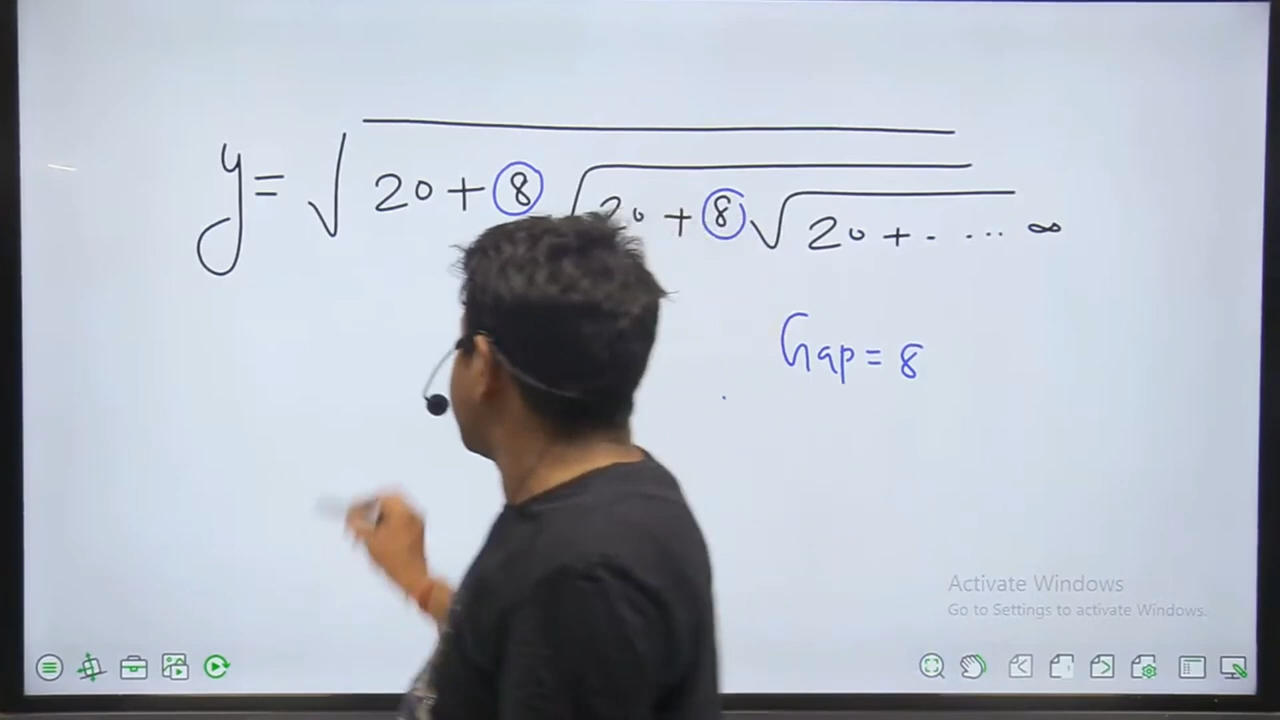 y = √20 + 8 √20 + 8 √20 + . ... ∞
Gap = 8
Activate Windows
Go to Settings to activate Windows.